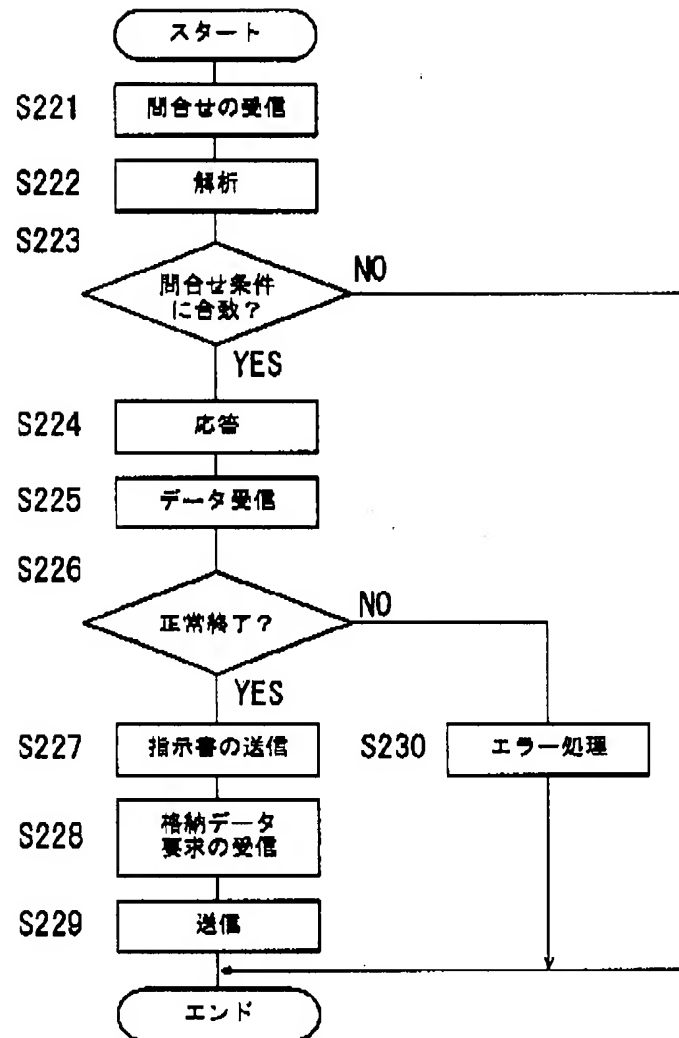 スタート
S221
問合せの受信
S222
解析
S223
問合せ条件
に合致?
NO
YES
S224
応答
S225
データ受信
S226
正常終了?
NO
YES
S227
指示書の送信
S230
エラー処理
S228
格納データ
要求の受信
S229
送信
エンド